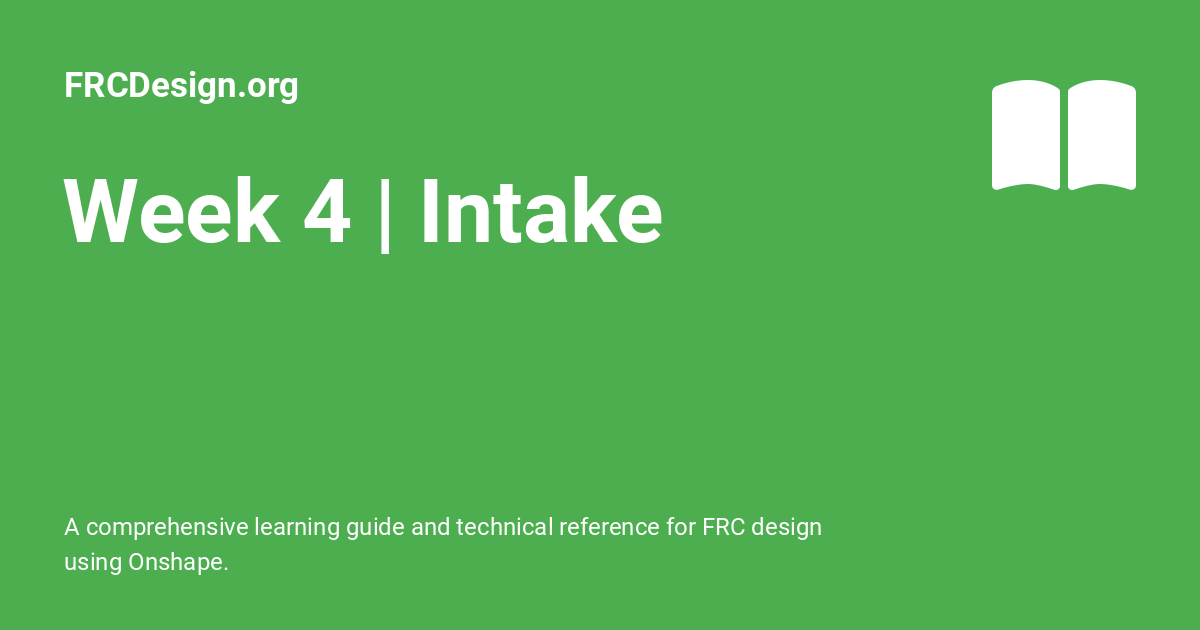 FRCDesign.org
Week 4 | Intake
A comprehensive learning guide and technical reference for FRC design
using Onshape.